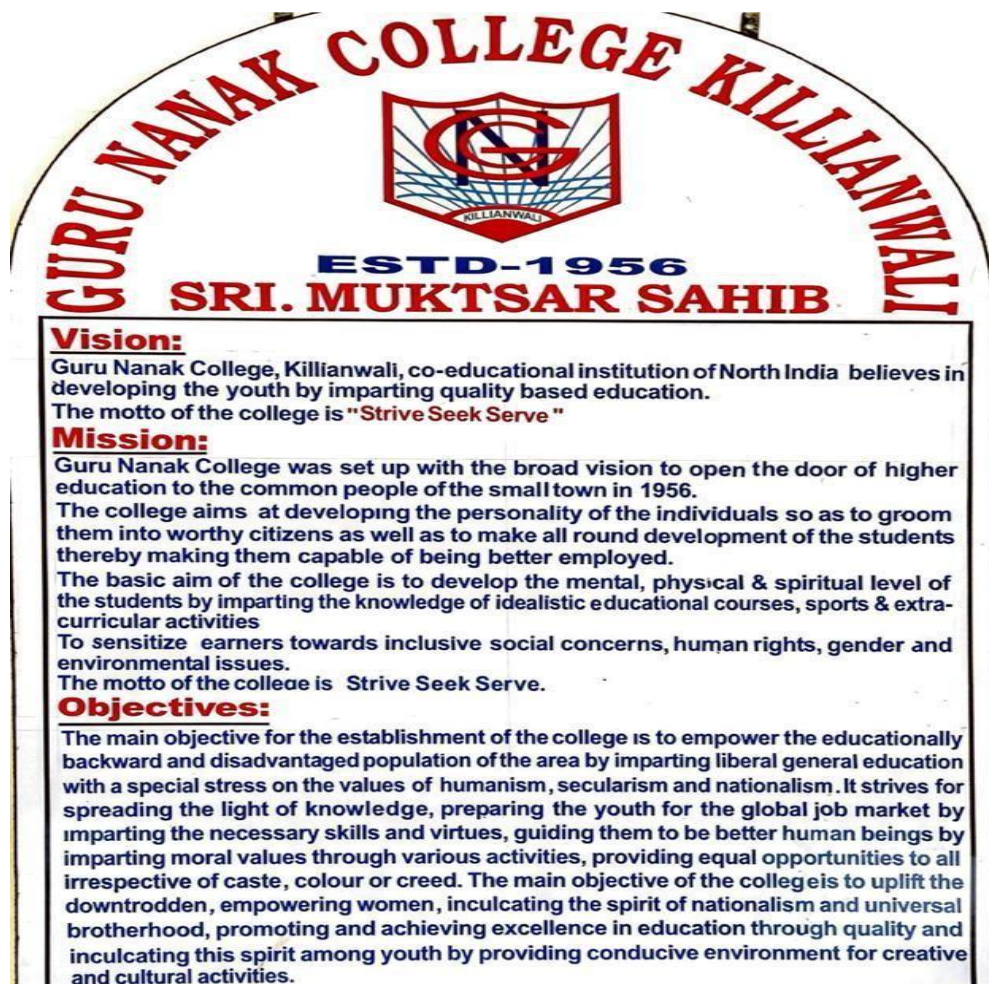 GURU NANAK COLLEGE KILLIANWALI
GNC
KILLIANWALI
ESTD-1956
SRI. MUKTSAR SAHIB
Vision:
Guru Nanak College, Killianwali, co-educational institution of North India believes in
developing the youth by imparting quality based education.
The motto of the college is "Strive Seek Serve"
Mission:
Guru Nanak College was set up with the broad vision to open the door of higher
education to the common people of the small town in 1956.
The college aims at developing the personality of the individuals so as to groom
them into worthy citizens as well as to make all round development of the students
thereby making them capable of being better employed.
The basic aim of the college is to develop the mental, physical & spiritual level of
the students by imparting the knowledge of idealistic educational courses, sports & extra-
curricular activities
To sensitize earners towards inclusive social concerns, human rights, gender and
environmental issues.
The motto of the college is Strive Seek Serve.
Objectives:
The main objective for the establishment of the college is to empower the educationally
backward and disadvantaged population of the area by imparting liberal general education
with a special stress on the values of humanism, secularism and nationalism. It strives for
spreading the light of knowledge, preparing the youth for the global job market by
imparting the necessary skills and virtues, guiding them to be better human beings by
imparting moral values through various activities, providing equal opportunities to all
irrespective of caste, colour or creed. The main objective of the college is to uplift the
downtrodden, empowering women, inculcating the spirit of nationalism and universal
brotherhood, promoting and achieving excellence in education through quality and
inculcating this spirit among youth by providing conducive environment for creative
and cultural activities.